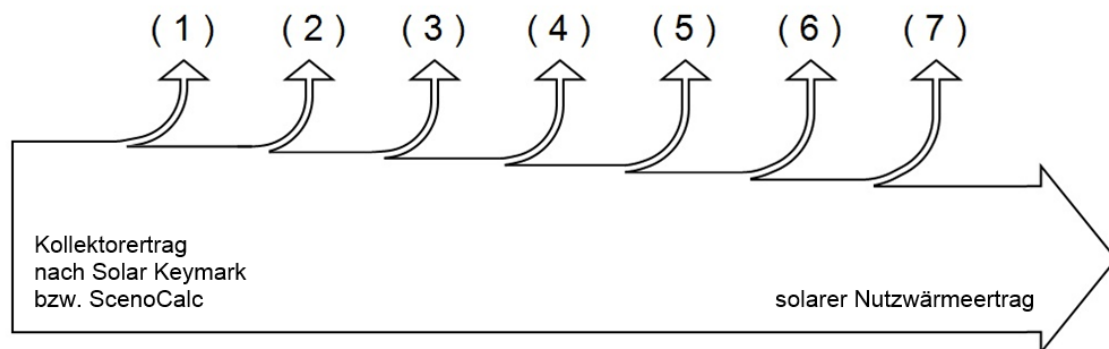 ( 1 ) ( 2 ) ( 3 ) ( 4 ) ( 5 ) ( 6 ) ( 7 )
Kollektorertrag
nach Solar Keymark
bzw. ScenoCalc
solarer Nutzwärmeertrag